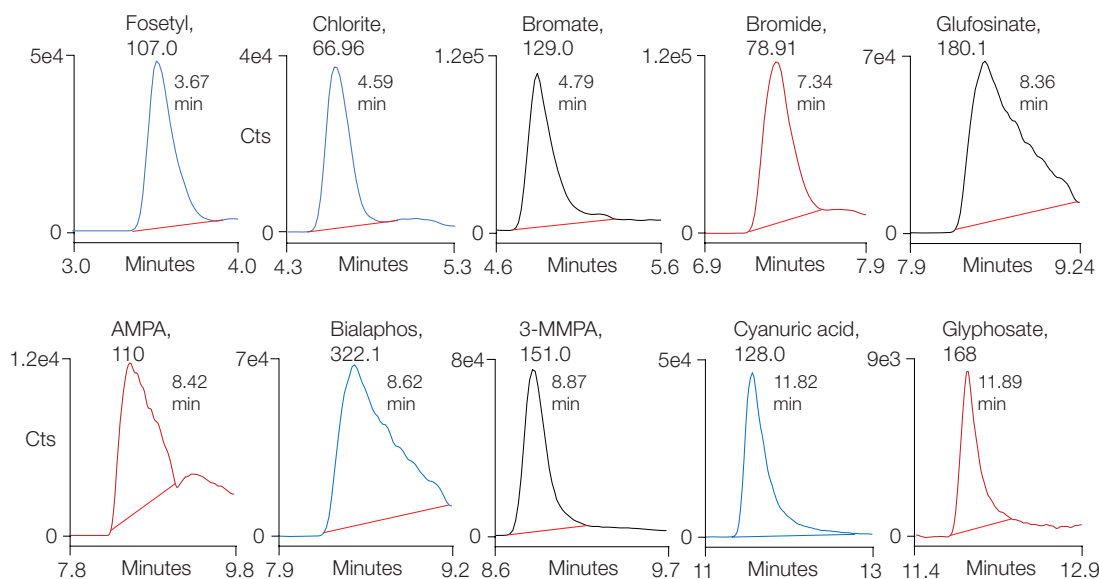 Fosetyl,
107.0
5e4
3.67
min
0
3.0 Minutes 4.0
Chlorite,
66.96
4e4
4.59
min
Cts
0
4.3 Minutes 5.3
Bromate,
129.0
1.2e5
4.79
min
0
4.6 Minutes 5.6
Bromide,
78.91
1.2e5
7.34
min
0
6.9 Minutes 7.9
Glufosinate,
180.1
7e4
8.36
min
0
7.9 Minutes 9.24
AMPA,
110
1.2e4
8.42
min
Cts
0
7.8 Minutes 9.8
Bialaphos,
322.1
7e4
8.62
min
0
7.9 Minutes 9.2
3-MMPA,
151.0
8e4
8.87
min
0
8.6 Minutes 9.7
Cyanuric acid,
128.0
5e4
11.82
min
0
11 Minutes 13
Glyphosate,
168
9e3
11.89
min
0
11.4 Minutes 12.9